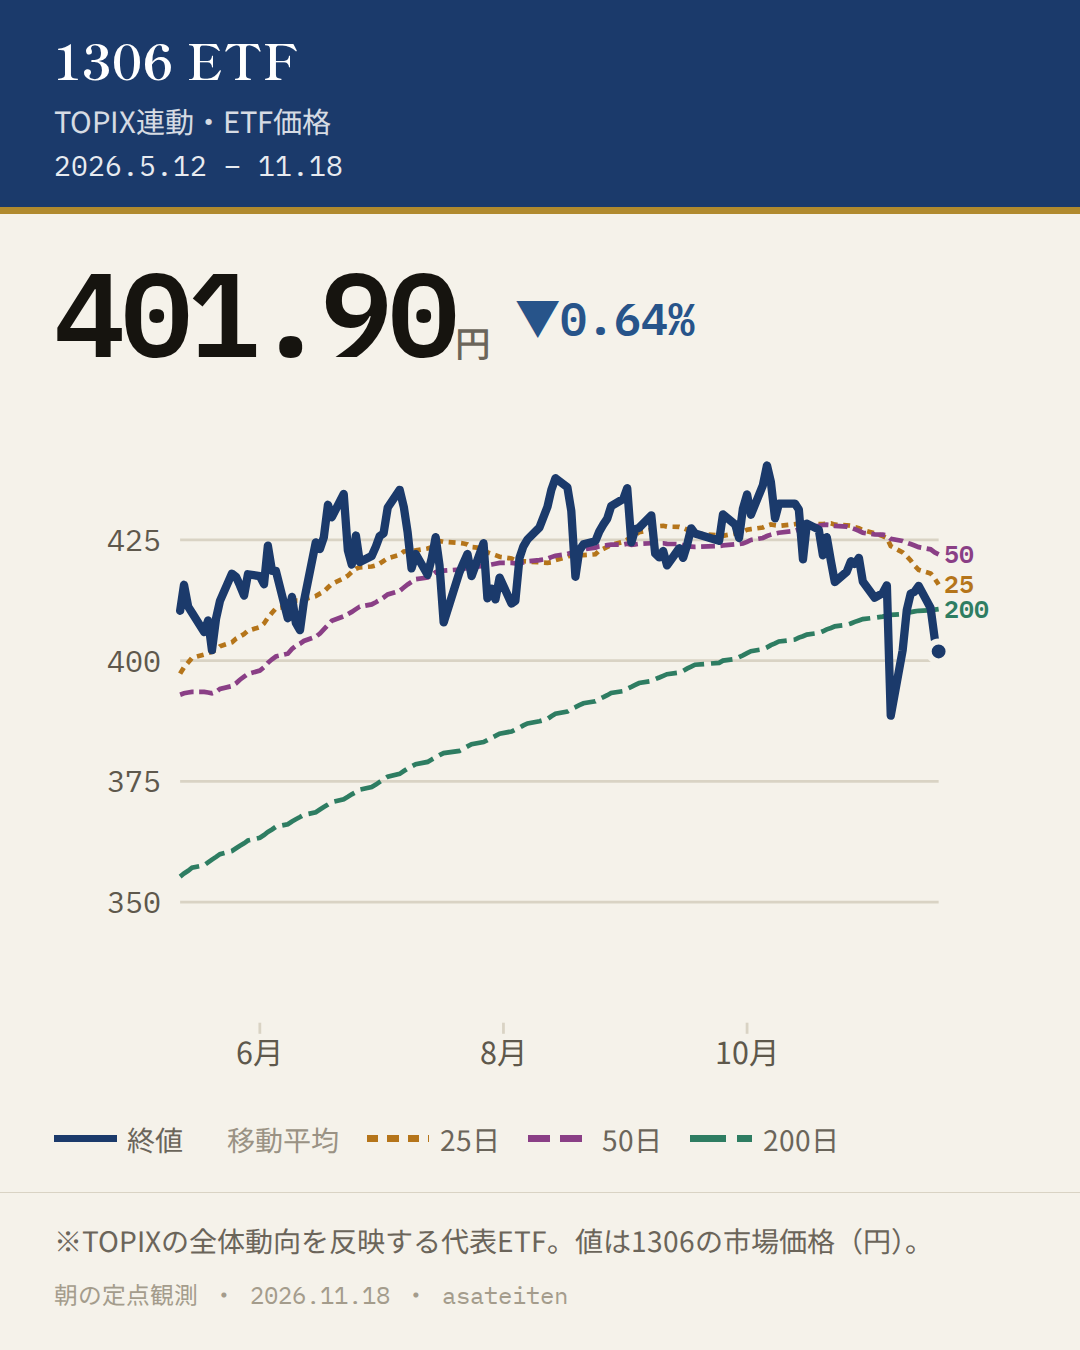 1306 ETF
TOPIX連動・ETF価格
2026.5.12 – 11.18
401.90円 ▼0.64%
425
400
375
350
50
25
200
6月 8月 10月
終値 移動平均 25日 50日 200日
※TOPIXの全体動向を反映する代表ETF。値は1306の市場価格（円）。
朝の定点観測 ・ 2026.11.18 ・ asateiten